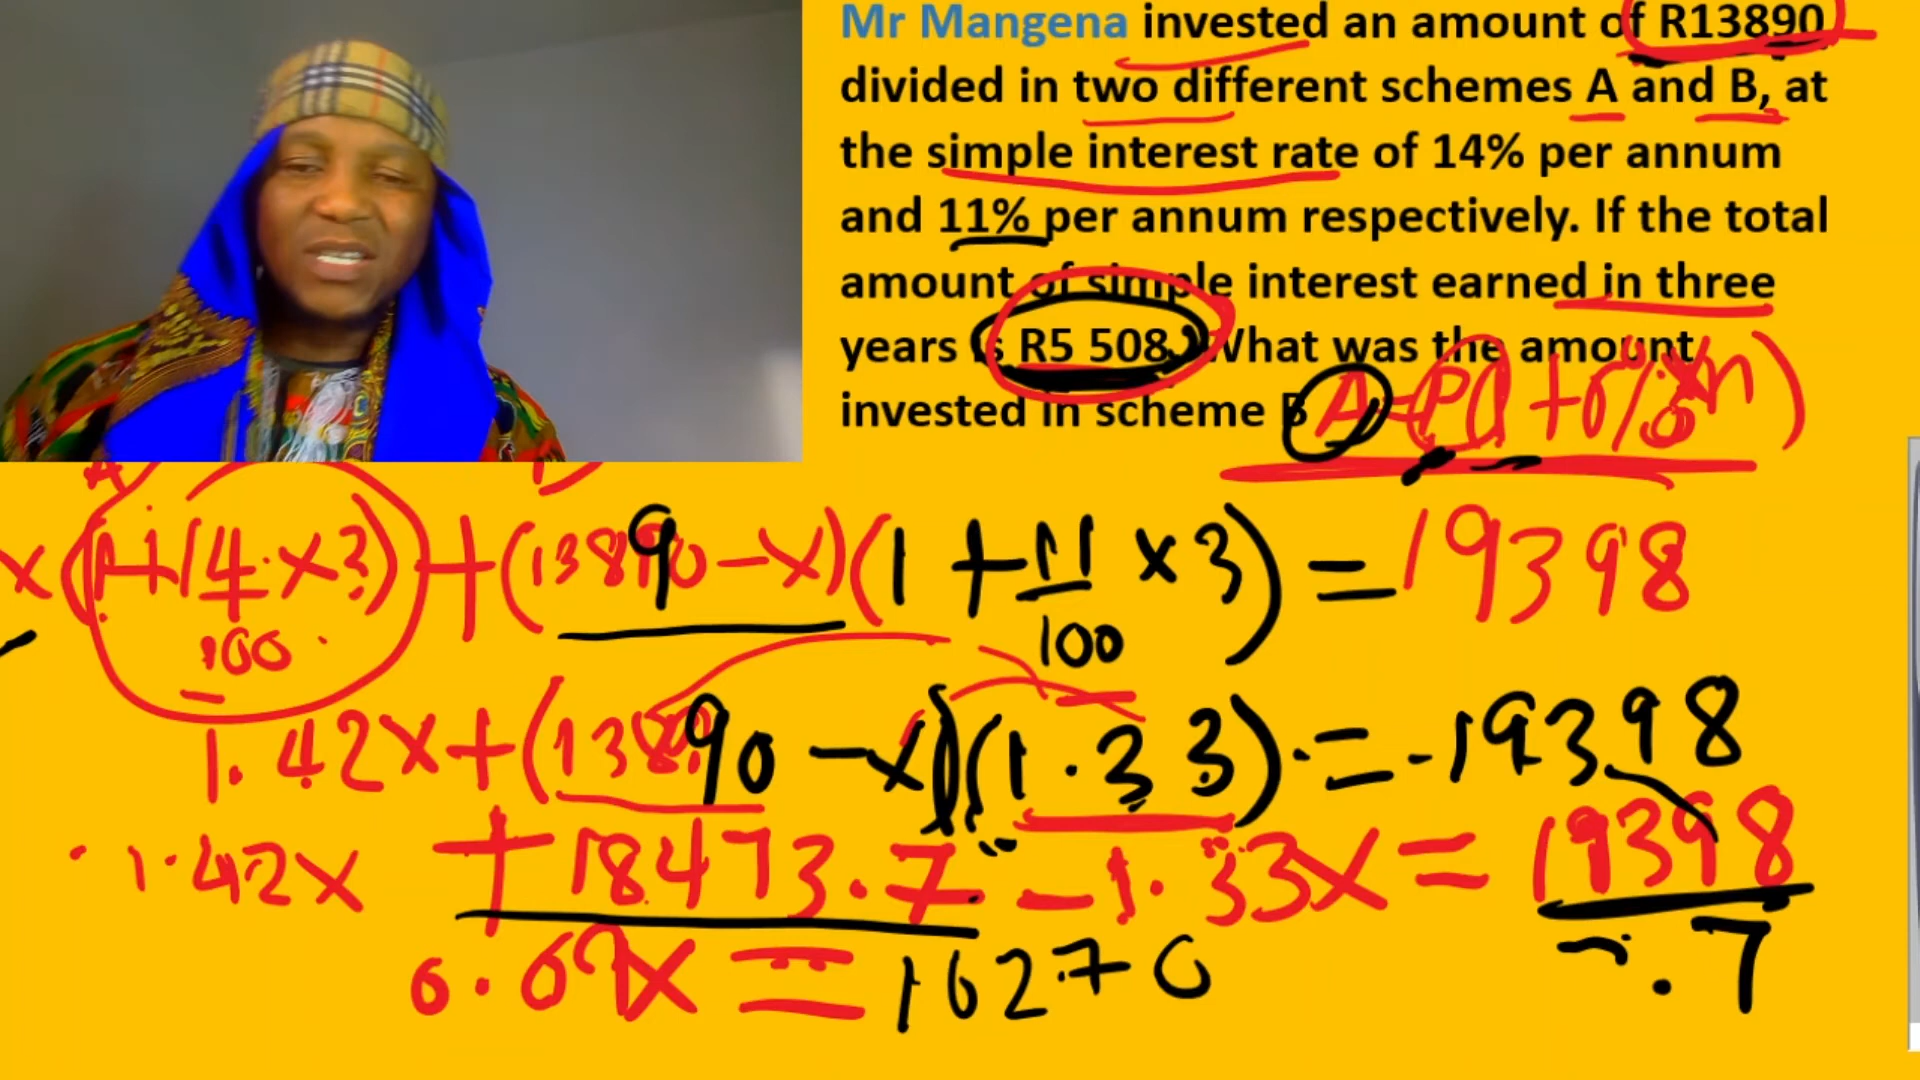 Mr Mangena invested an amount of R13890
divided in two different schemes A and B, at
the simple interest rate of 14% per annum
and 11% per annum respectively. If the total
amount of simple interest earned in three
years is R5 508. What was the amount
invested in scheme B
A=P(1+r/100×n)
x(1+14/100×3)+(13890-x)(1+11/100×3)=19398
1.42x+(13890-x)(1.33)=19398
1.42x+18473.7-1.33x=19398
0.09x=
.7